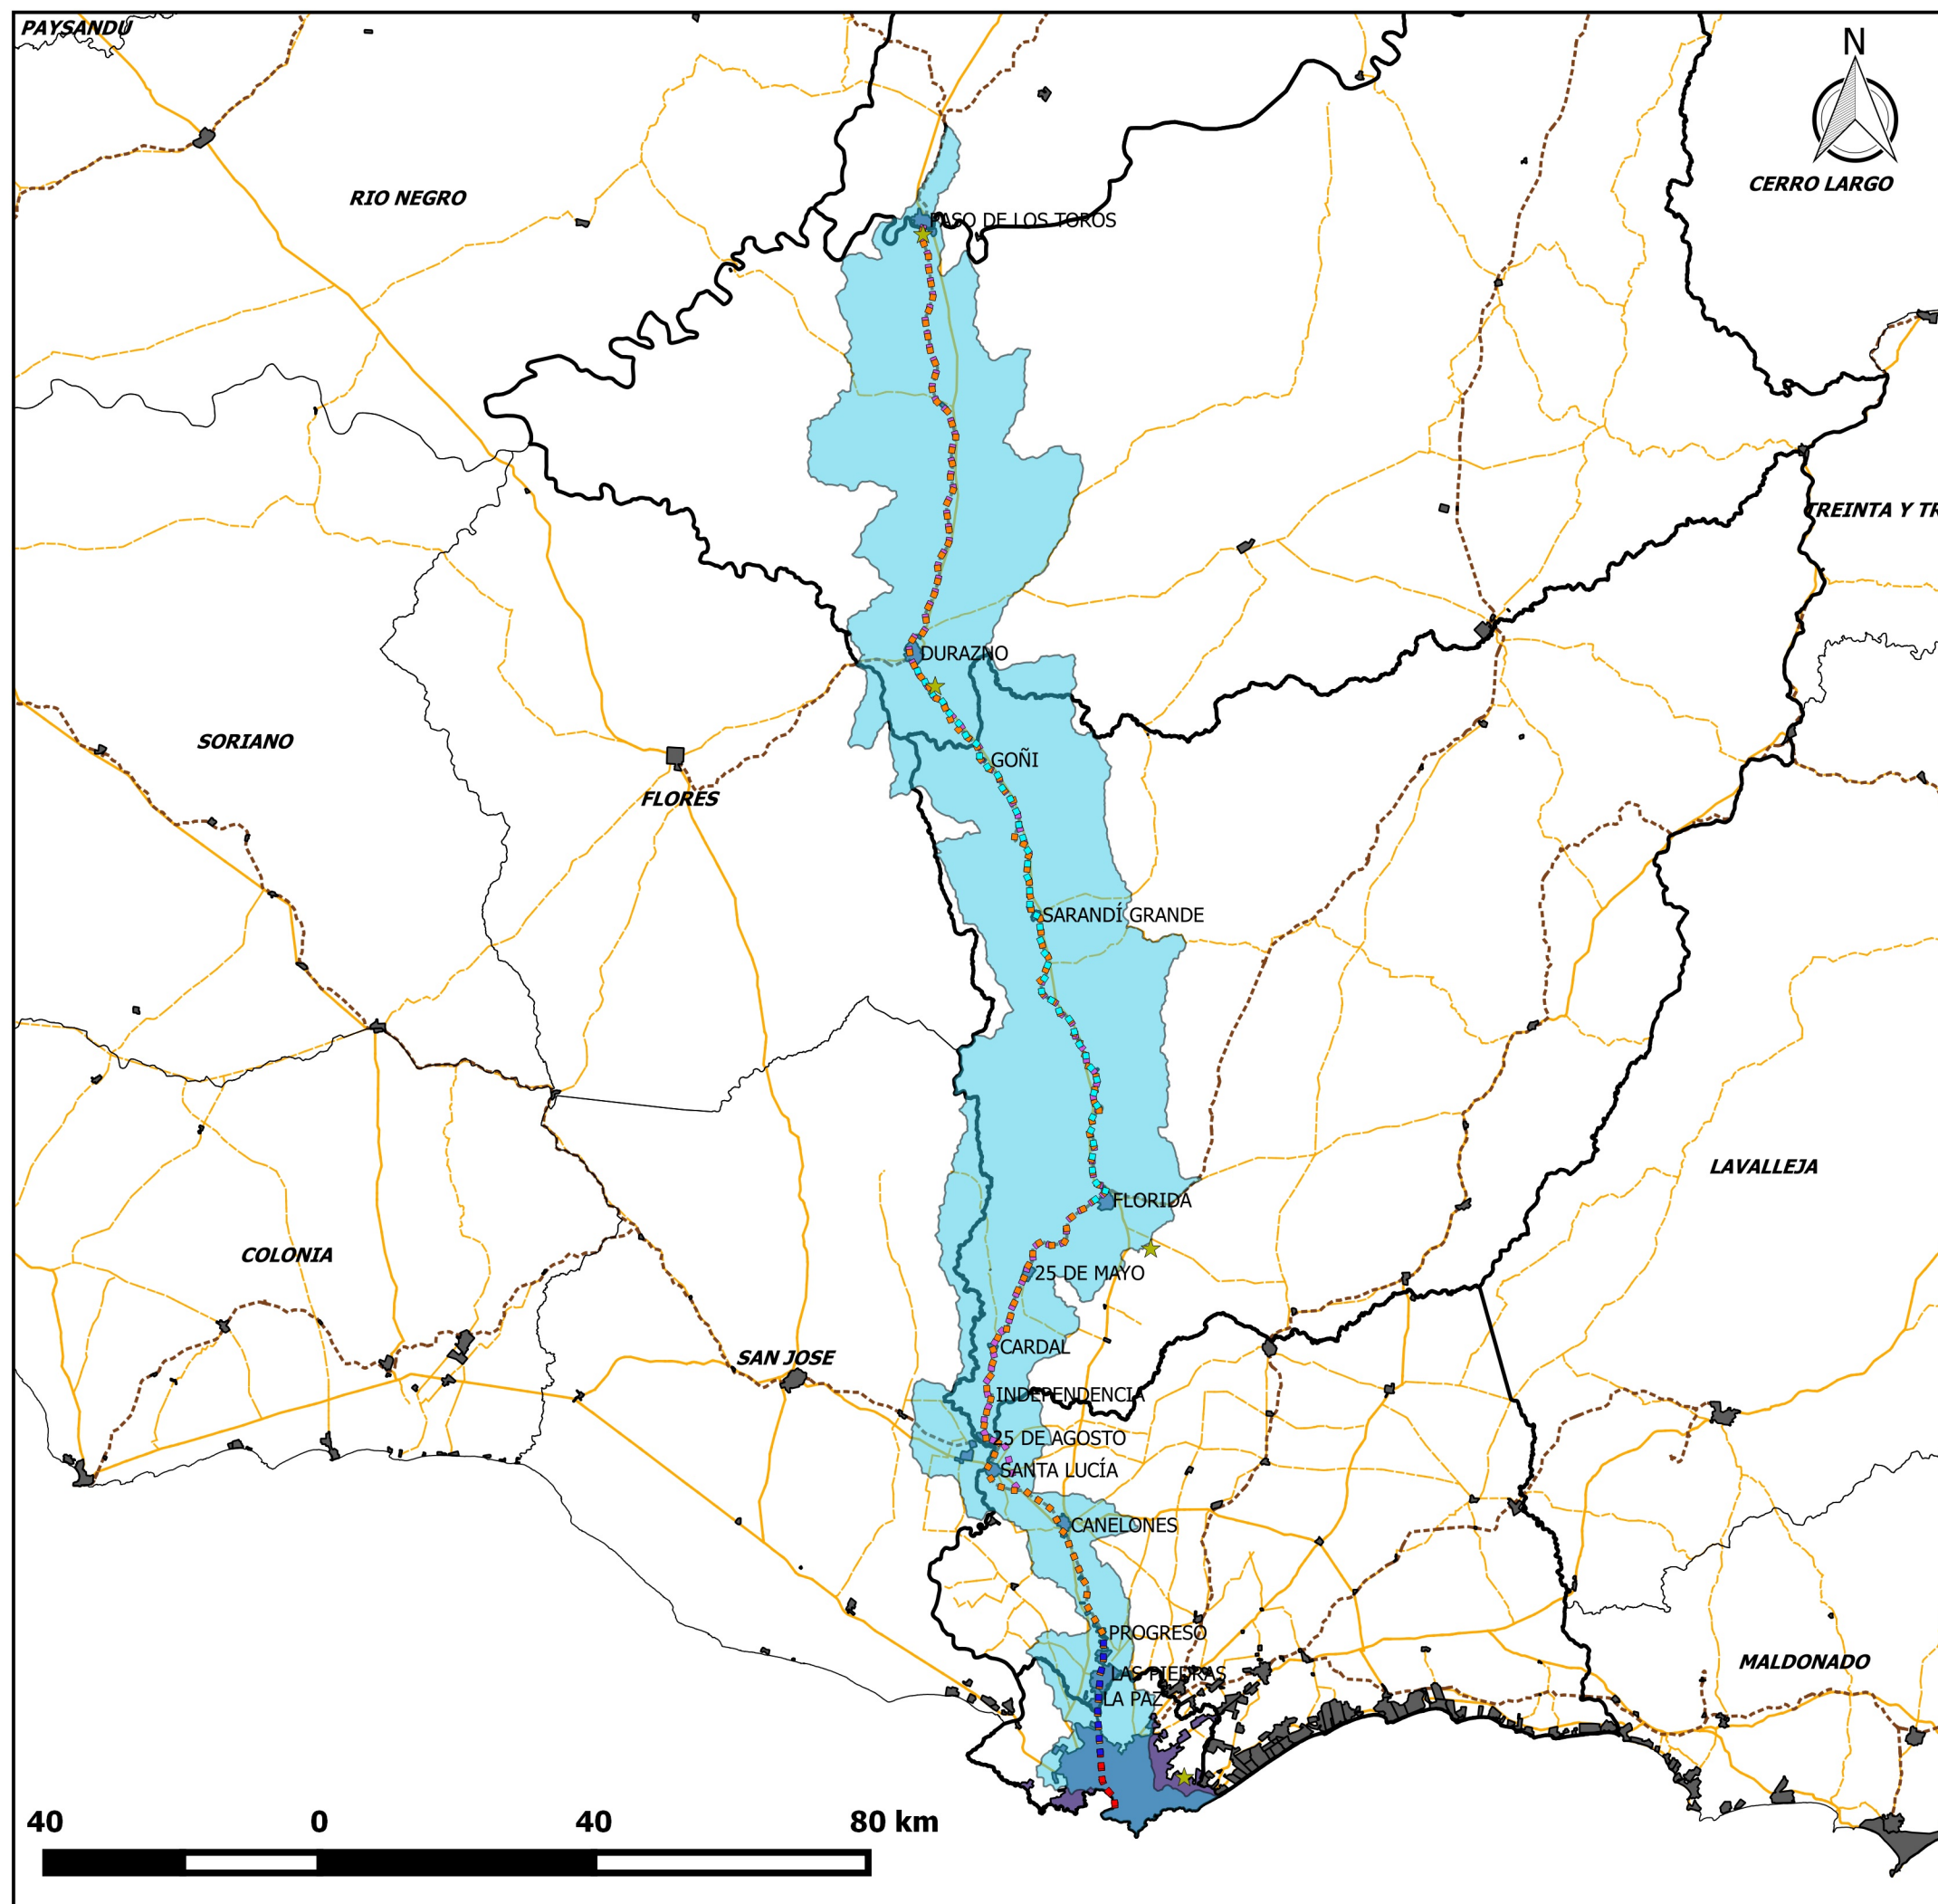 PAYSANDU
N
RIO NEGRO
CERRO LARGO
PASO DE LOS TOROS
TREINTA Y TR
DURAZNO
SORIANO
GOÑI
FLORES
SARANDÍ GRANDE
LAVALLEJA
FLORIDA
COLONIA
25 DE MAYO
CARDAL
SAN JOSE
INDEPENDENCIA
25 DE AGOSTO
SANTA LUCÍA
CANELONES
PROGRESO
LAS PIEDRAS
MALDONADO
LA PAZ
40 0 40 80 km